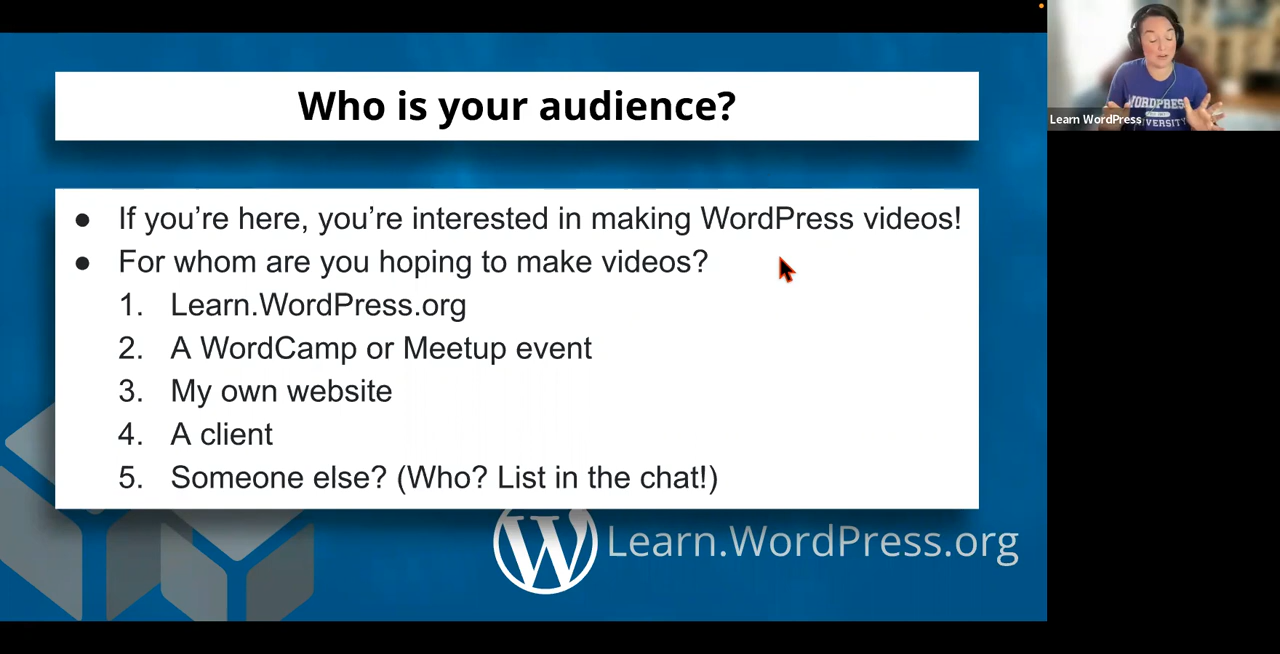 Who is your audience?
● If you're here, you're interested in making WordPress videos!
● For whom are you hoping to make videos?
1. Learn.WordPress.org
2. A WordCamp or Meetup event
3. My own website
4. A client
5. Someone else? (Who? List in the chat!)
Learn.WordPress.org
WORDPRESS
Learn WordPress